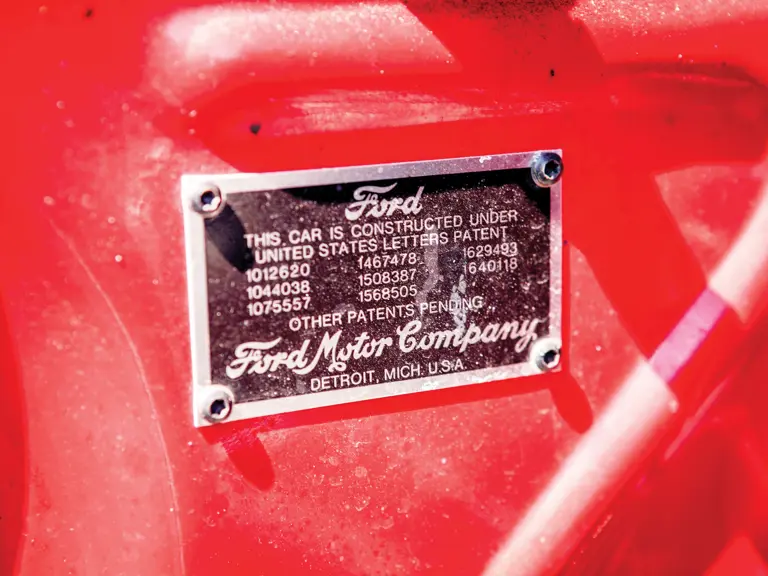 Ford
THIS CAR IS CONSTRUCTED UNDER
UNITED STATES LETTERS PATENT
1012620 1467478 1629493
1044038 1508387 1640118
1075557 1568505
OTHER PATENTS PENDING
Ford Motor Company
DETROIT, MICH. U.S.A.